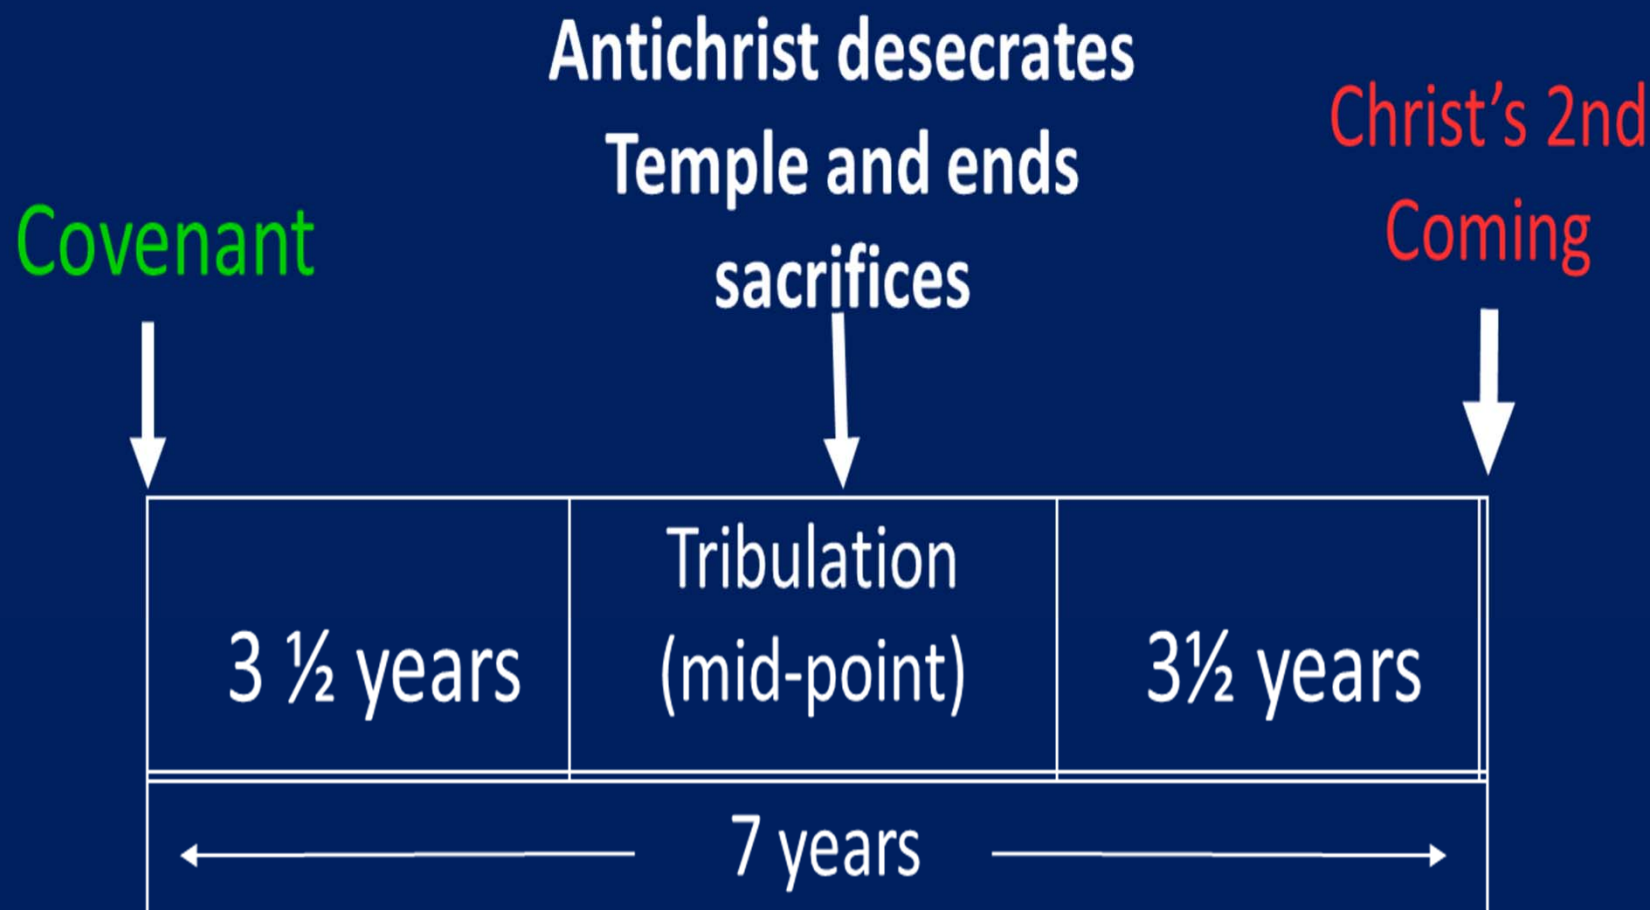 Antichrist desecrates
Temple and ends
sacrifices
Christ’s 2nd
Coming
Covenant
3 ½ years
Tribulation
(mid-point)
3½ years
7 years